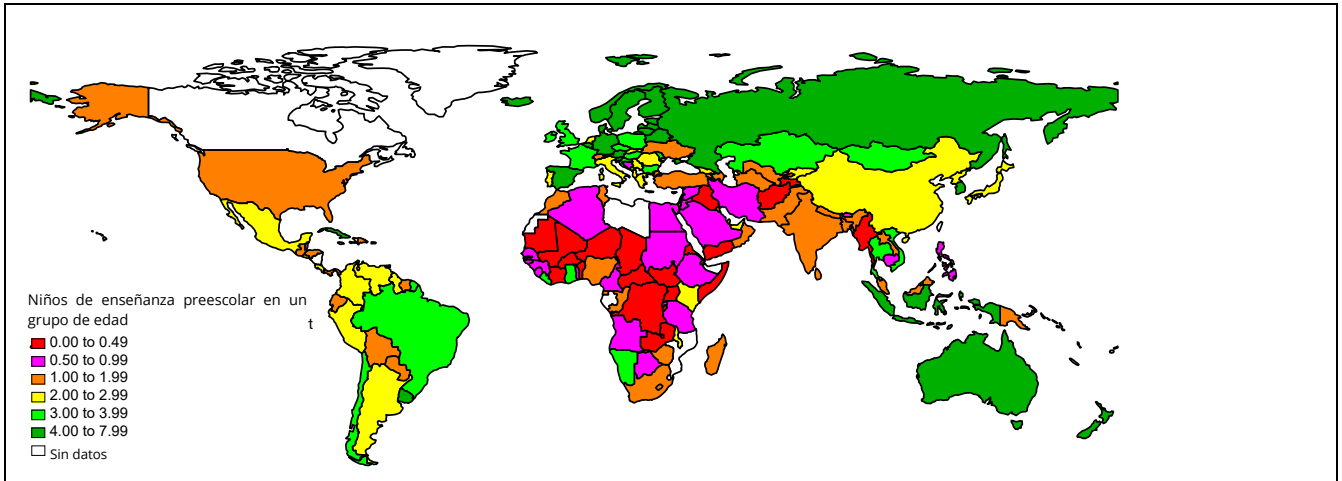 Niños de enseñanza preescolar en un
grupo de edad
t
0.00 to 0.49
0.50 to 0.99
1.00 to 1.99
2.00 to 2.99
3.00 to 3.99
4.00 to 7.99
Sin datos